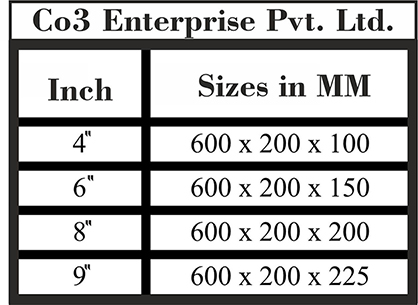 Co3 Enterprise Pvt. Ltd.
Inch Sizes in MM
4" 600 x 200 x 100
6" 600 x 200 x 150
8" 600 x 200 x 200
9" 600 x 200 x 225